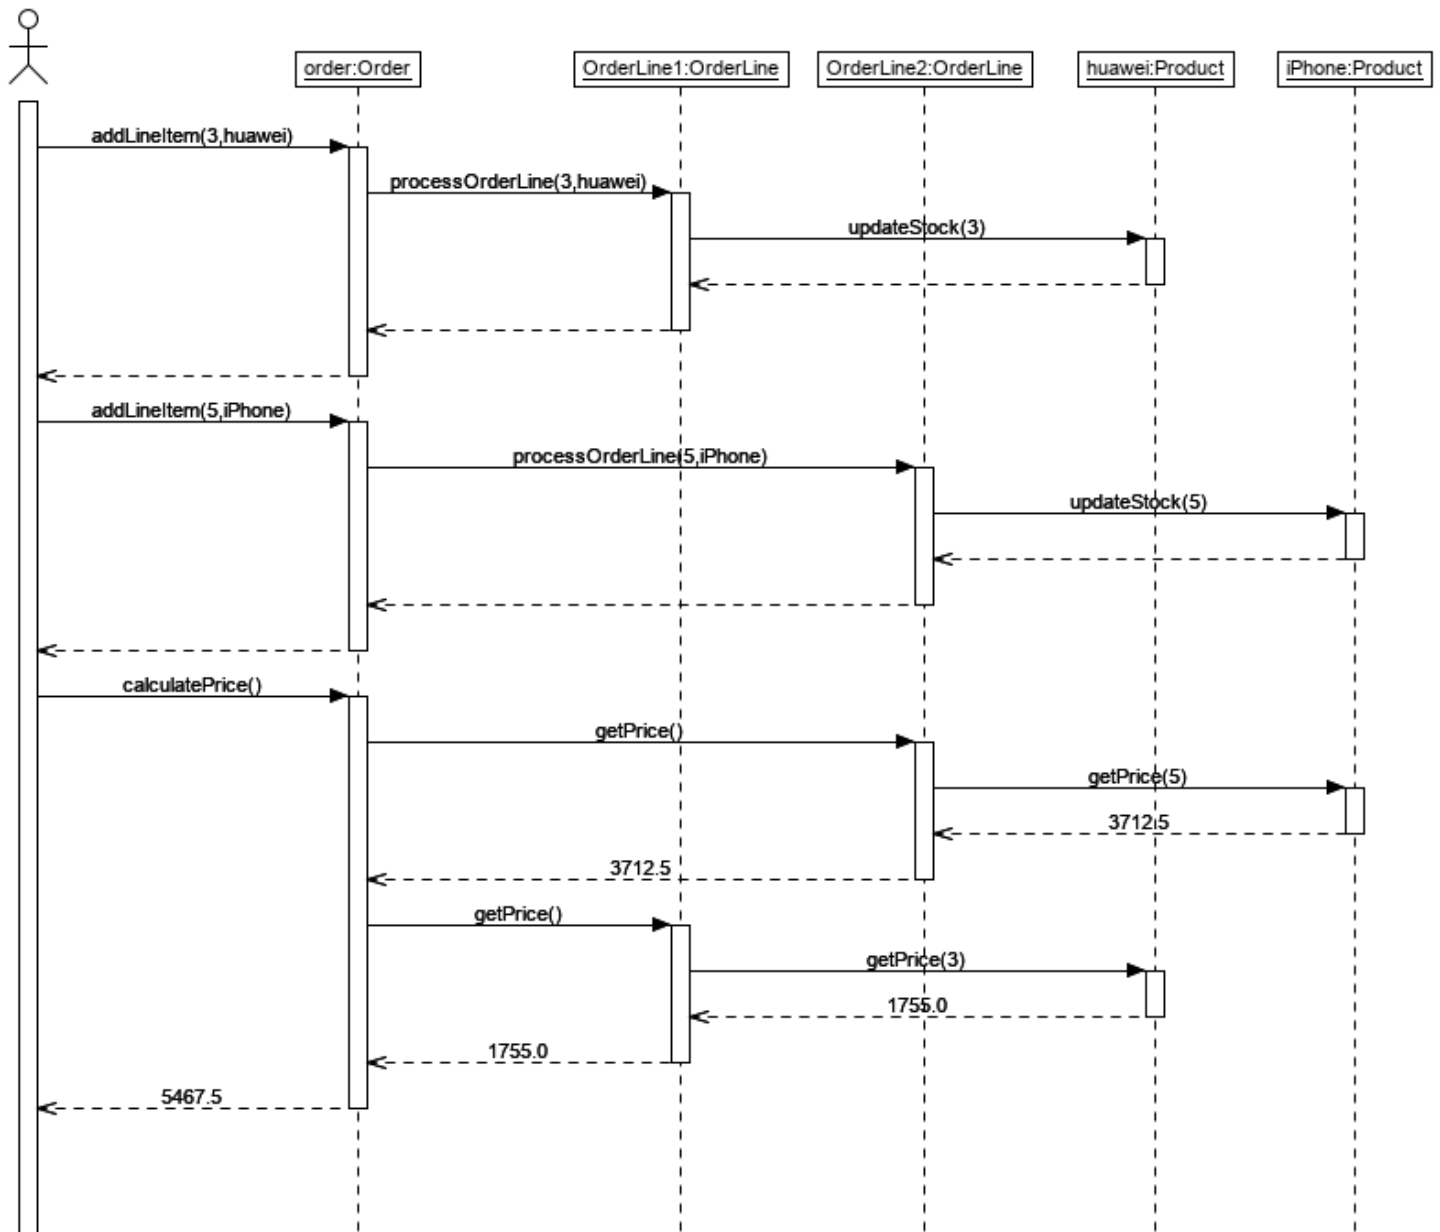 order:Order
OrderLine1:OrderLine
OrderLine2:OrderLine
huawei:Product
iPhone:Product
addLineItem(3,huawei)
processOrderLine(3,huawei)
updateStock(3)
addLineItem(5,iPhone)
processOrderLine(5,iPhone)
updateStock(5)
calculatePrice()
getPrice()
getPrice(5)
3712.5
3712.5
getPrice()
getPrice(3)
1755.0
1755.0
5467.5